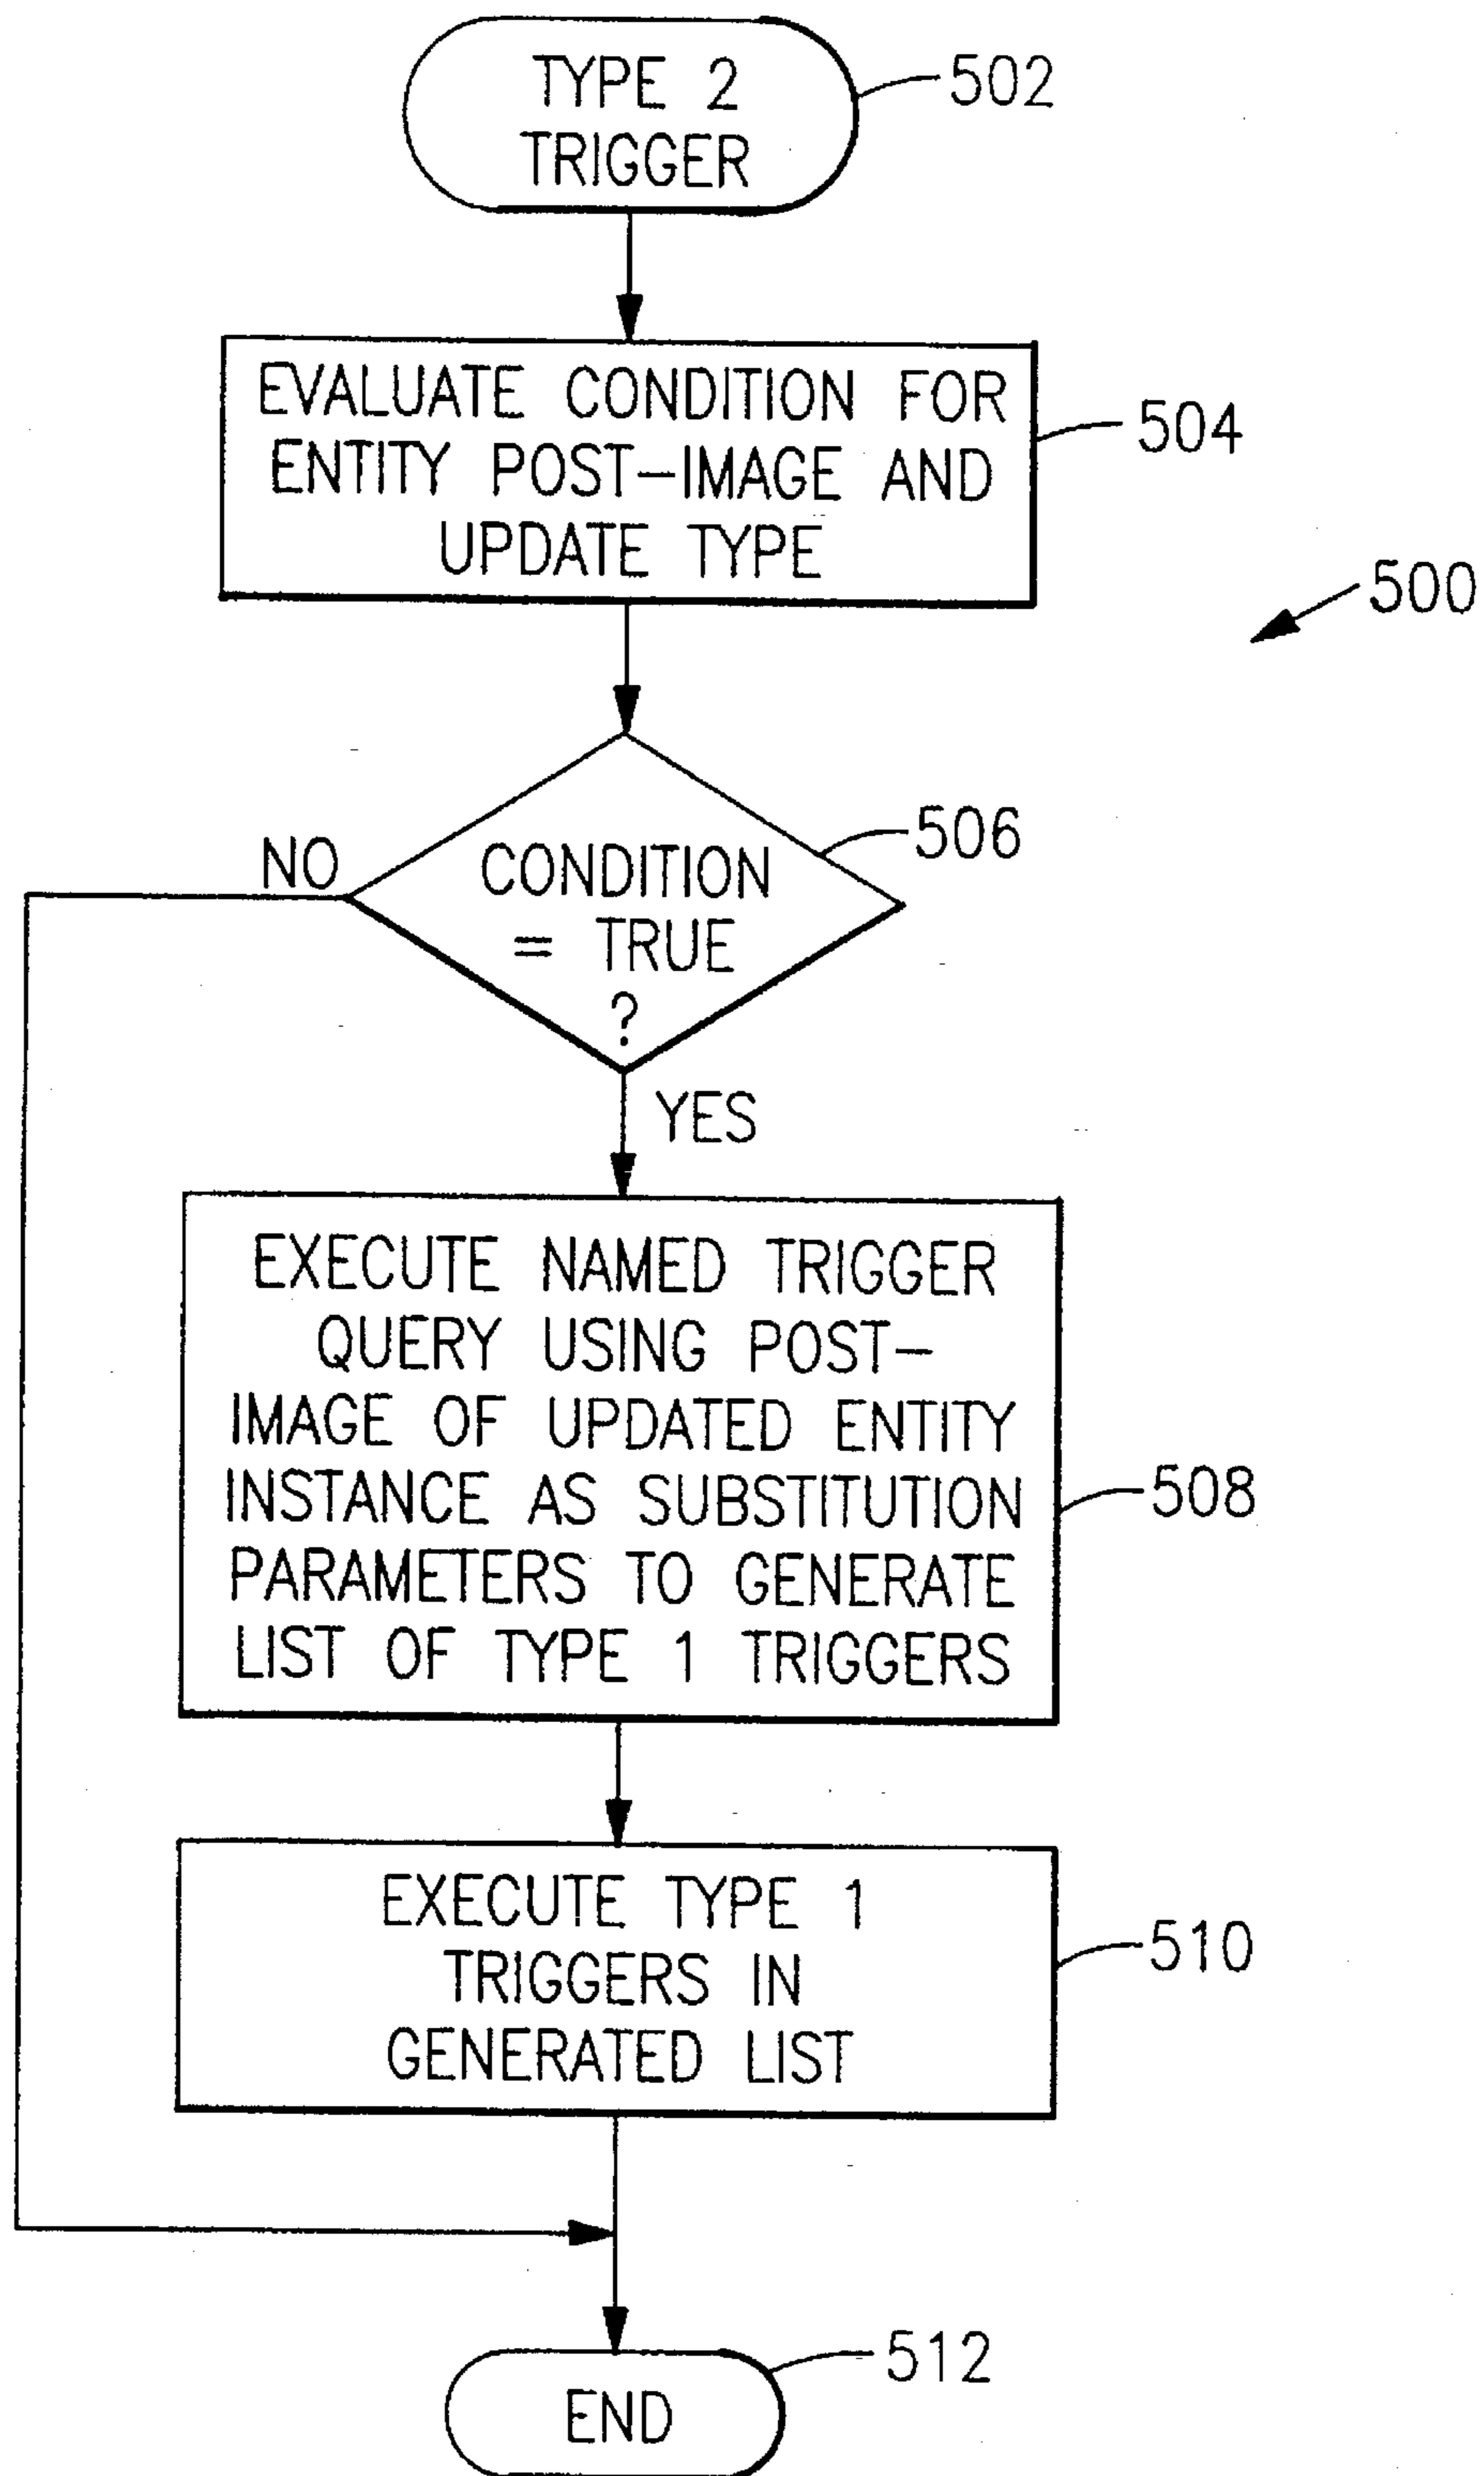 TYPE 2
TRIGGER
502
EVALUATE CONDITION FOR
ENTITY POST-IMAGE AND
UPDATE TYPE
504
500
NO
CONDITION
= TRUE
?
506
YES
EXECUTE NAMED TRIGGER
QUERY USING POST-
IMAGE OF UPDATED ENTITY
INSTANCE AS SUBSTITUTION
PARAMETERS TO GENERATE
LIST OF TYPE 1 TRIGGERS
508
EXECUTE TYPE 1
TRIGGERS IN
GENERATED LIST
510
END
512